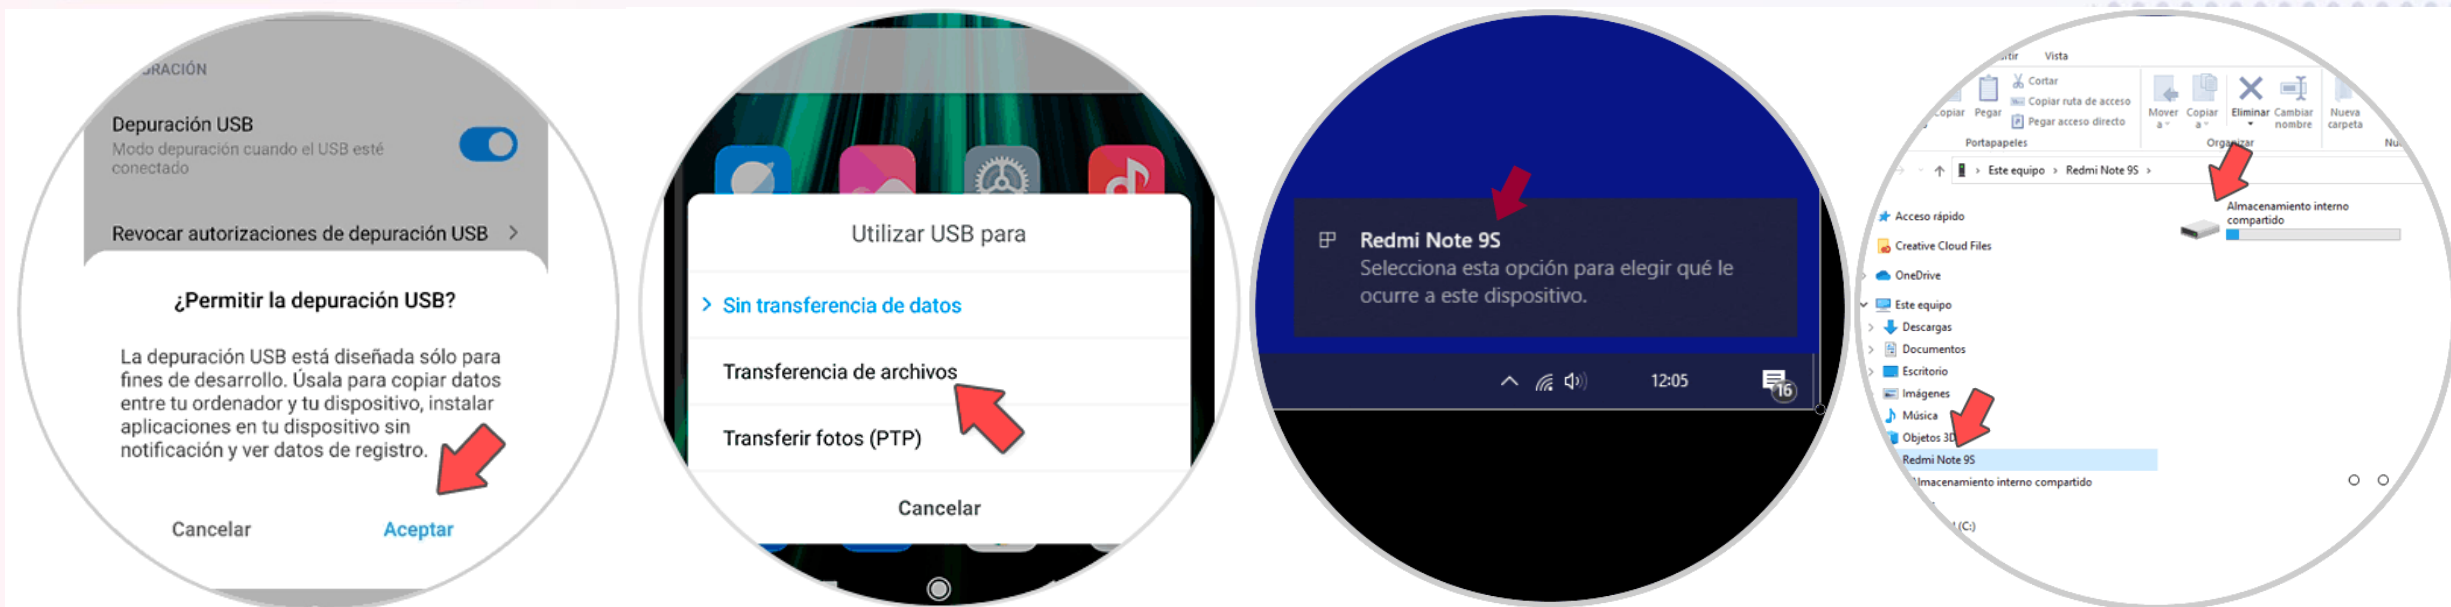 Depuración USB
Modo depuración cuando el USB esté
conectado
Revocar autorizaciones de depuración USB
¿Permitir la depuración USB?
La depuración USB está diseñada sólo para
fines de desarrollo. Úsala para copiar datos
entre tu ordenador y tu dispositivo, instalar
aplicaciones en tu dispositivo sin
notificación y ver datos de registro.
Cancelar
Aceptar
Utilizar USB para
> Sin transferencia de datos
Transferencia de archivos
Transferir fotos (PTP)
Cancelar
Redmi Note 9S
Selecciona esta opción para elegir qué le
ocurre a este dispositivo.
12:05
16
Vista
Cortar
Copiar ruta de acceso
Pegar acceso directo
Pegar
Portapapeles
Mover
a
Copiar
a
Eliminar
Cambiar
nombre
Organizar
Nueva
carpeta
Este equipo > Redmi Note 9S >
Acceso rápido
Creative Cloud Files
OneDrive
Este equipo
Descargas
Documentos
Escritorio
Imágenes
Música
Objetos 3D
Redmi Note 9S
Almacenamiento interno compartido
(C:)
Almacenamiento interno
compartido